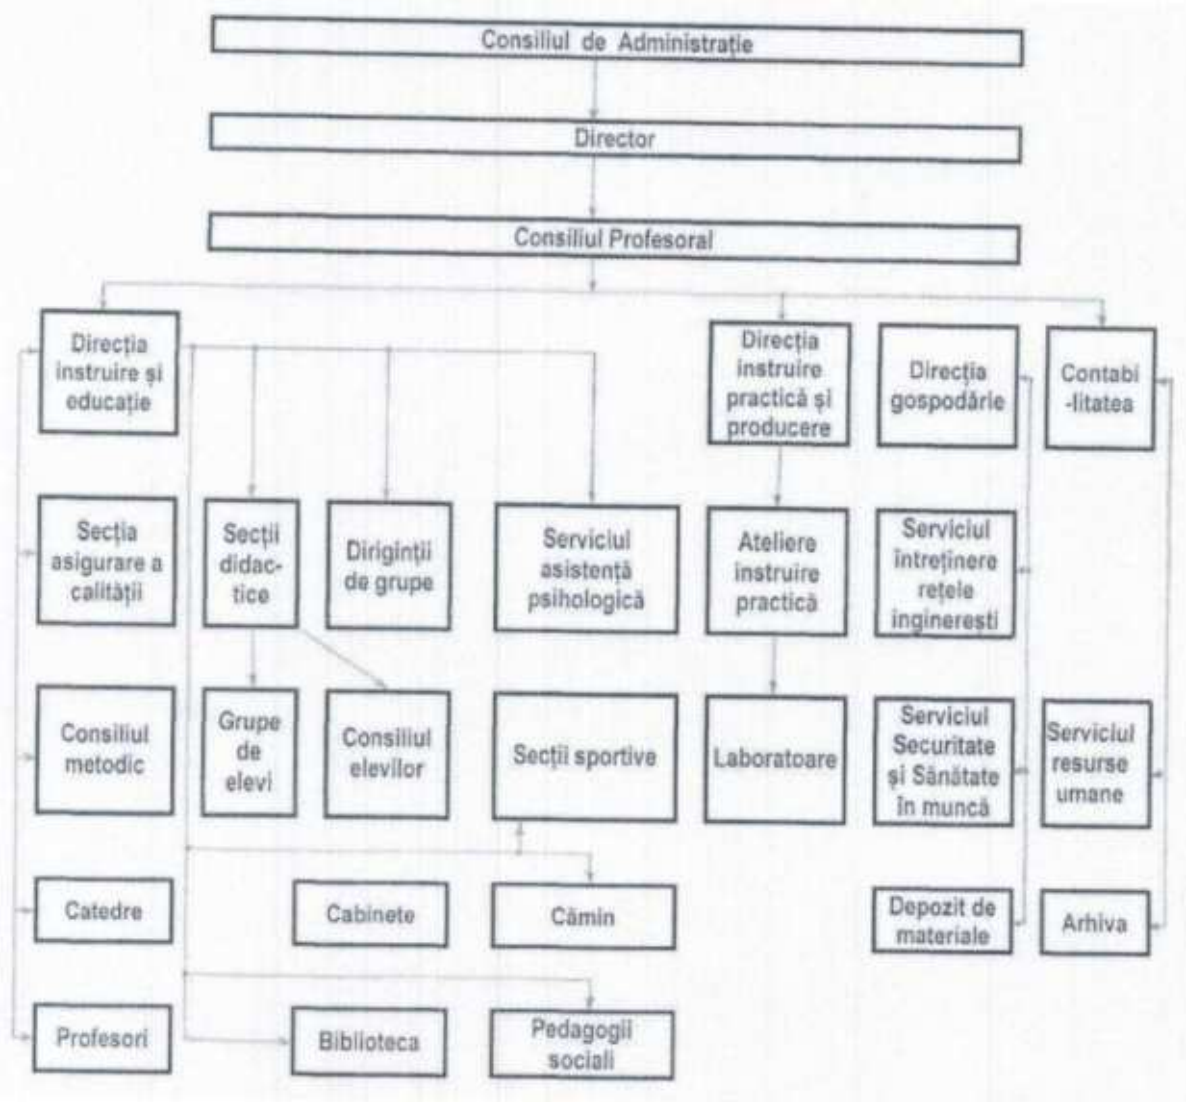 Consiliul de Administrație
Director
Consiliul Profesoral
Direcția
instruire și
educație
Direcția
instruire
practică și
producere
Direcția
gospodărie
Contabi
-litatea
Secția
asigurare a
calității
Secții
didac-
tice
Diriginții
de grupe
Serviciul
asistență
psihologică
Ateliere
instruire
practică
Serviciul
întreținere
rețele
inginerești
Consiliul
metodic
Grupe
de
elevi
Consiliul
elevilor
Secții sportive
Laboratoare
Serviciul
Securitate
și Sănătate
în muncă
Serviciul
resurse
umane
Catedre
Cabinete
Cămin
Depozit de
materiale
Arhiva
Profesori
Biblioteca
Pedagogii
sociali